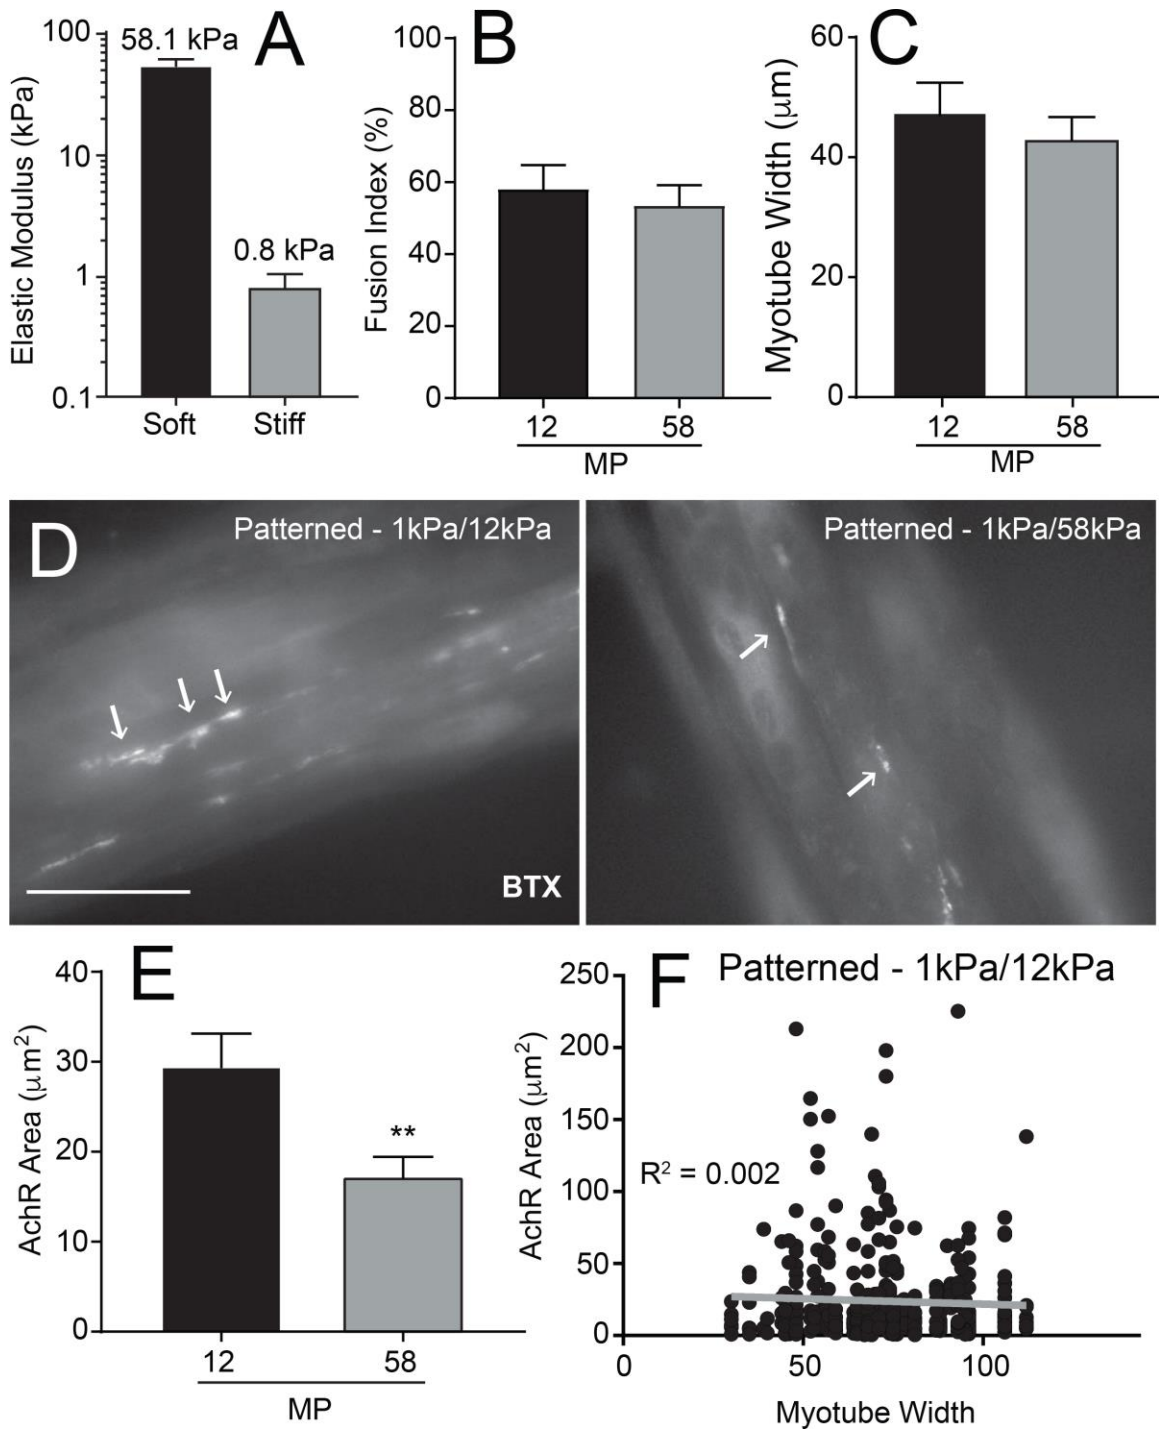 A
Elastic Modulus (kPa)
100
10
1
0.1
58.1 kPa
0.8 kPa
Soft
Stiff
B
Fusion Index (%)
100
80
60
40
20
0
12
58
MP
C
Myotube Width (μm)
60
40
20
0
12
58
MP
D
Patterned - 1kPa/12kPa
BTX
Patterned - 1kPa/58kPa
E
AchR Area (μm²)
40
30
20
10
0
**
12
58
MP
F
Patterned - 1kPa/12kPa
AchR Area (μm²)
250
200
150
100
50
0
R² = 0.002
0
50
100
Myotube Width